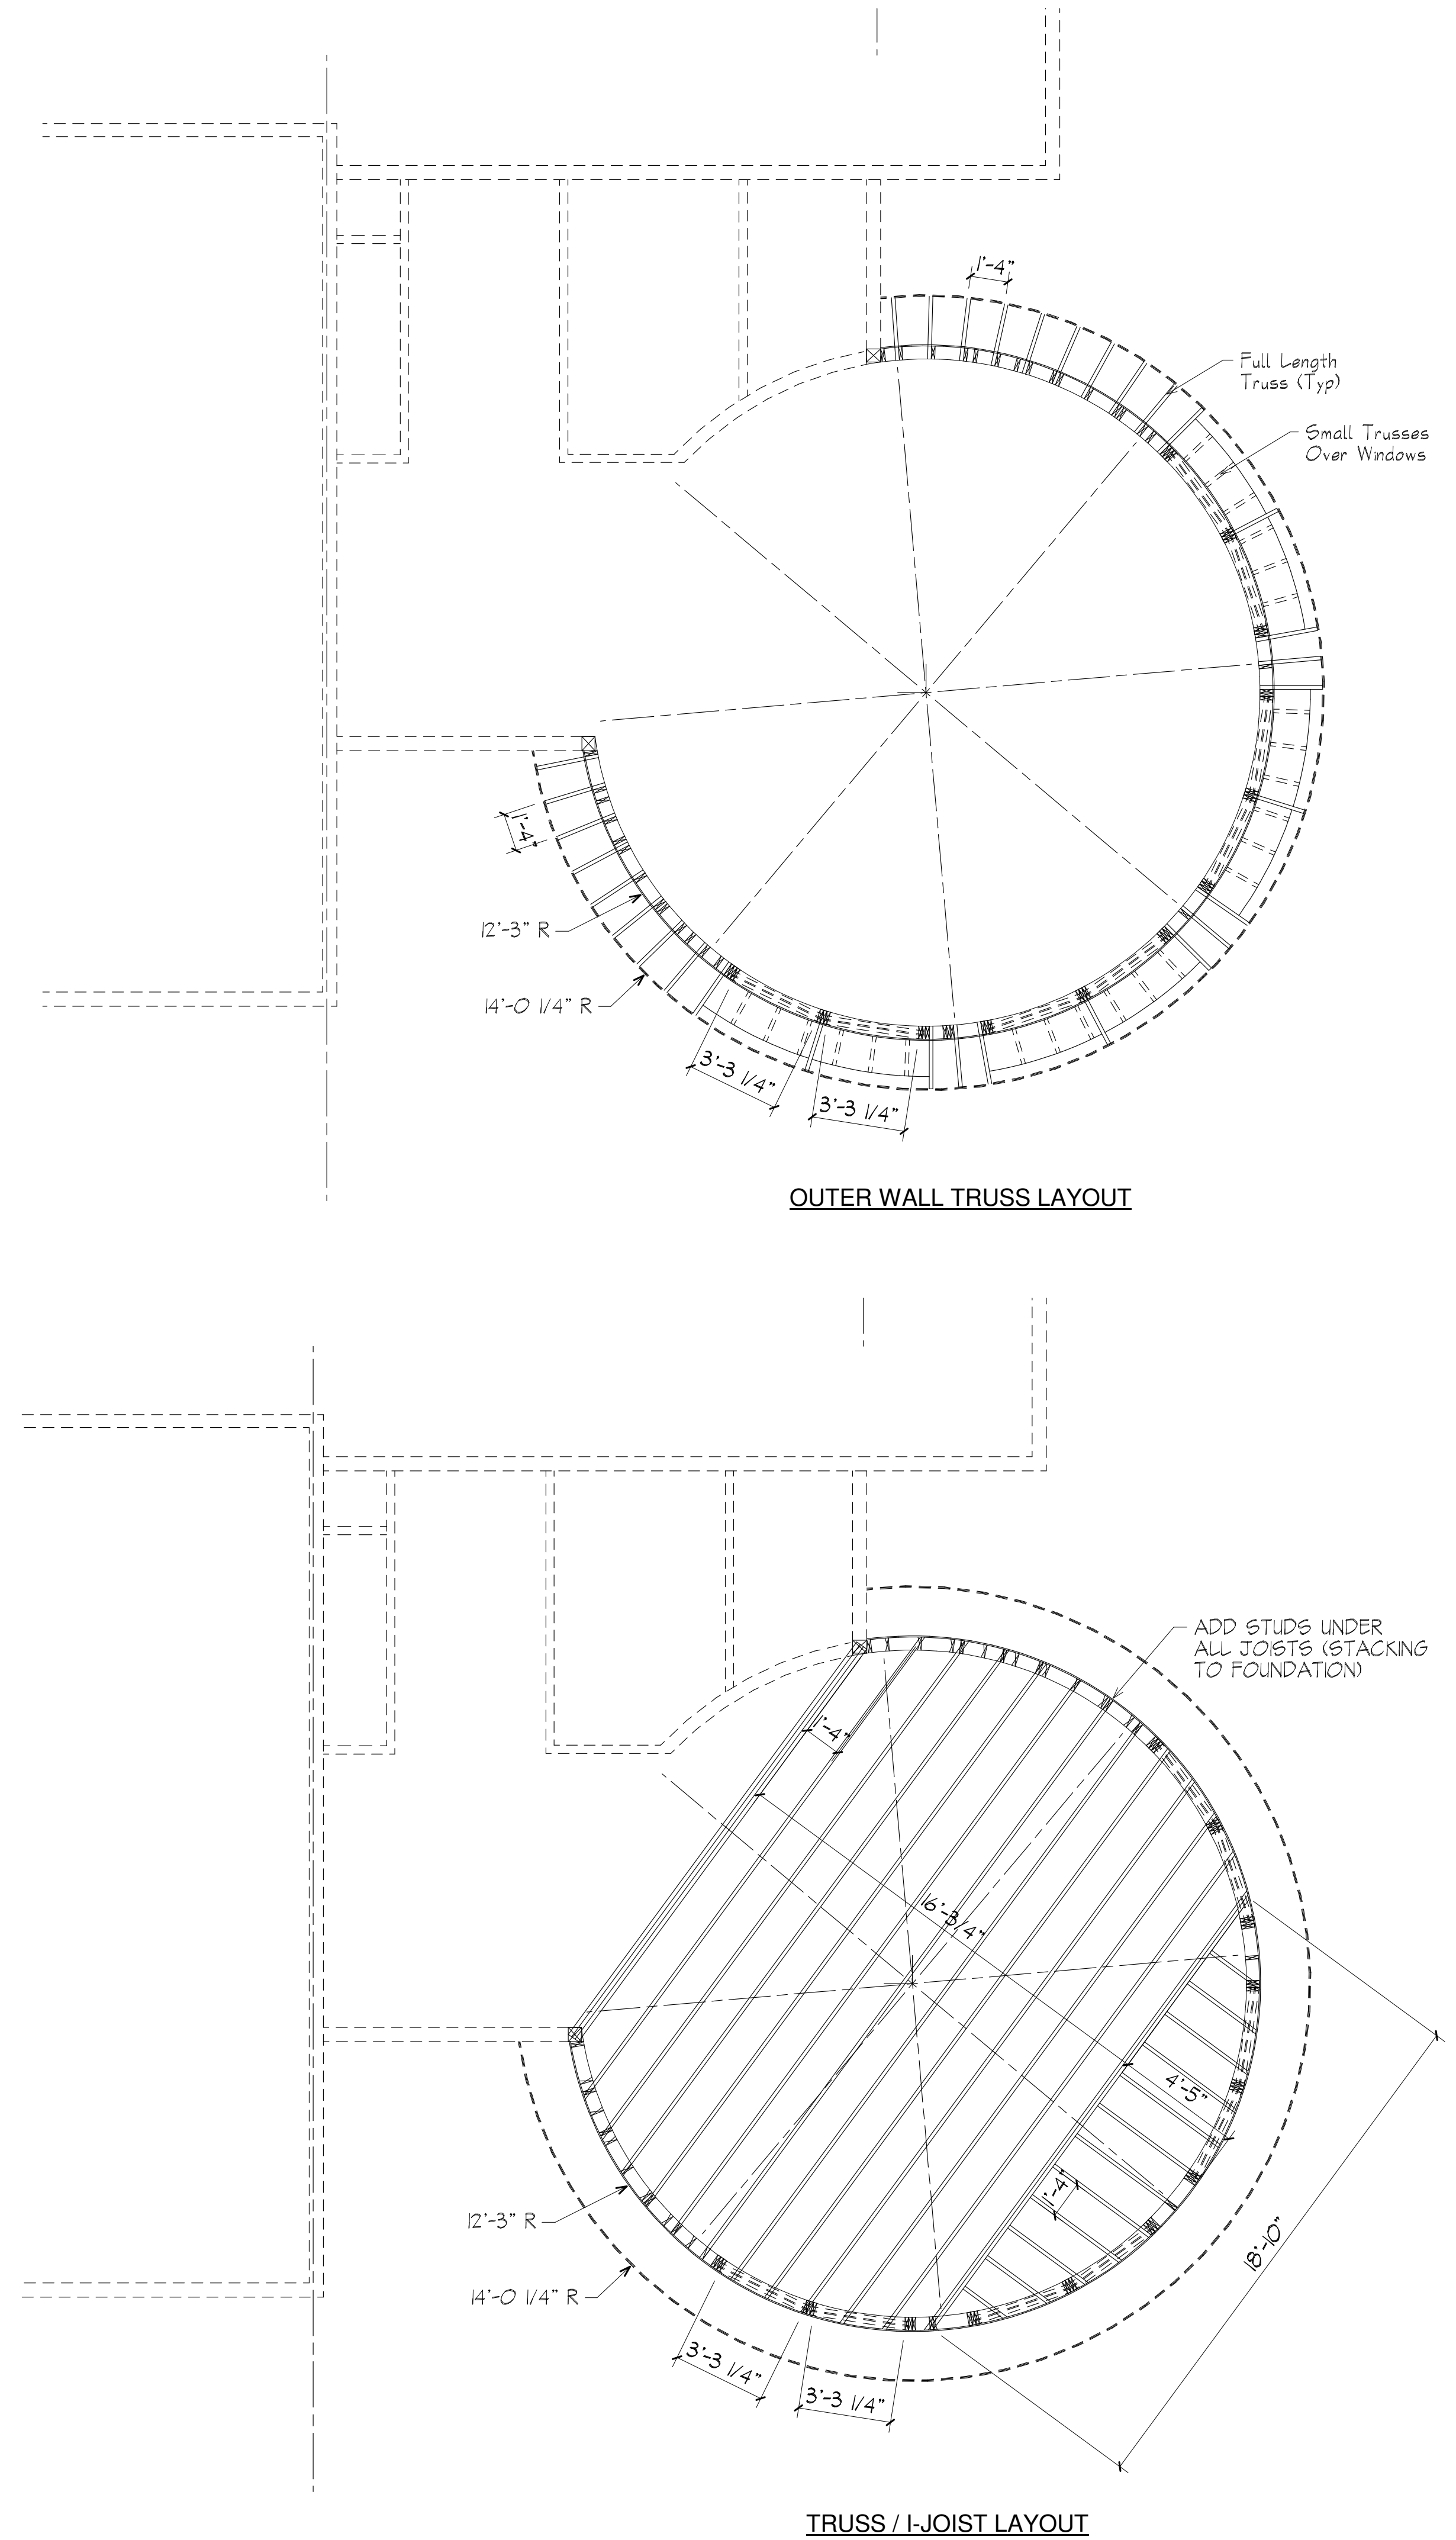 1'-4"
Full Length
Truss (Typ)
Small Trusses
Over Windows
1'-4"
12'-3" R
14'-0 1/4" R
3'-3 1/4"
3'-3 1/4"
OUTER WALL TRUSS LAYOUT
ADD STUDS UNDER
ALL JOISTS (STACKING
TO FOUNDATION)
1'-4"
16'-3/4"
4'-5"
1'-4"
12'-3" R
18'-10"
14'-0 1/4" R
3'-3 1/4"
3'-3 1/4"
TRUSS / I-JOIST LAYOUT